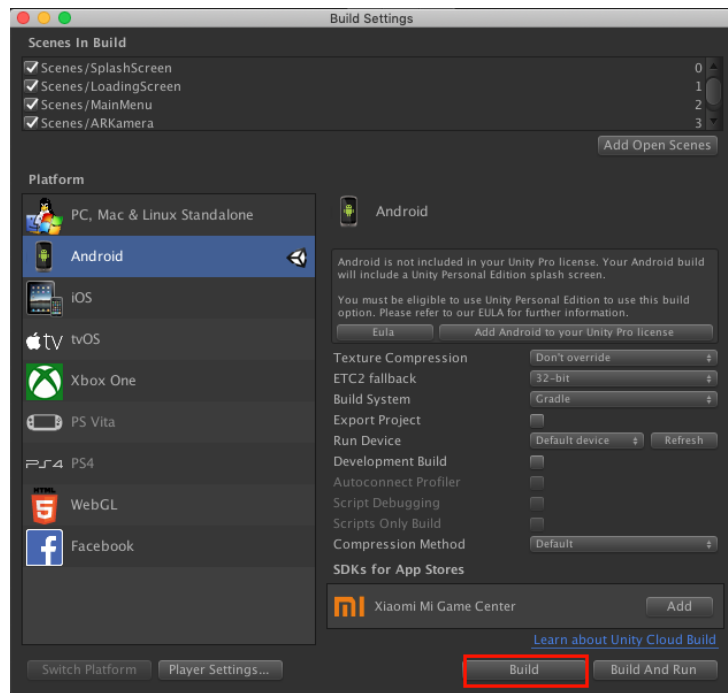 Build Settings
Scenes In Build
Scenes/SplashScreen 0
Scenes/LoadingScreen 1
Scenes/MainMenu 2
Scenes/ARKamera 3
Add Open Scenes
Platform
PC, Mac & Linux Standalone
Android
iOS
tv tvOS
Xbox One
PS Vita
PS4 PS4
HTML 5 WebGL
f Facebook
Android
Android is not included in your Unity Pro license. Your Android build
will include a Unity Personal Edition splash screen.
You must be eligible to use Unity Personal Edition to use this build
option. Please refer to our EULA for further information.
Eula Add Android to your Unity Pro license
Texture Compression Don't override
ETC2 fallback 32-bit
Build System Gradle
Export Project
Run Device Default device Refresh
Development Build
Autoconnect Profiler
Script Debugging
Scripts Only Build
Compression Method Default
SDKs for App Stores
mi Xiaomi Mi Game Center Add
Learn about Unity Cloud Build
Switch Platform Player Settings... Build Build And Run